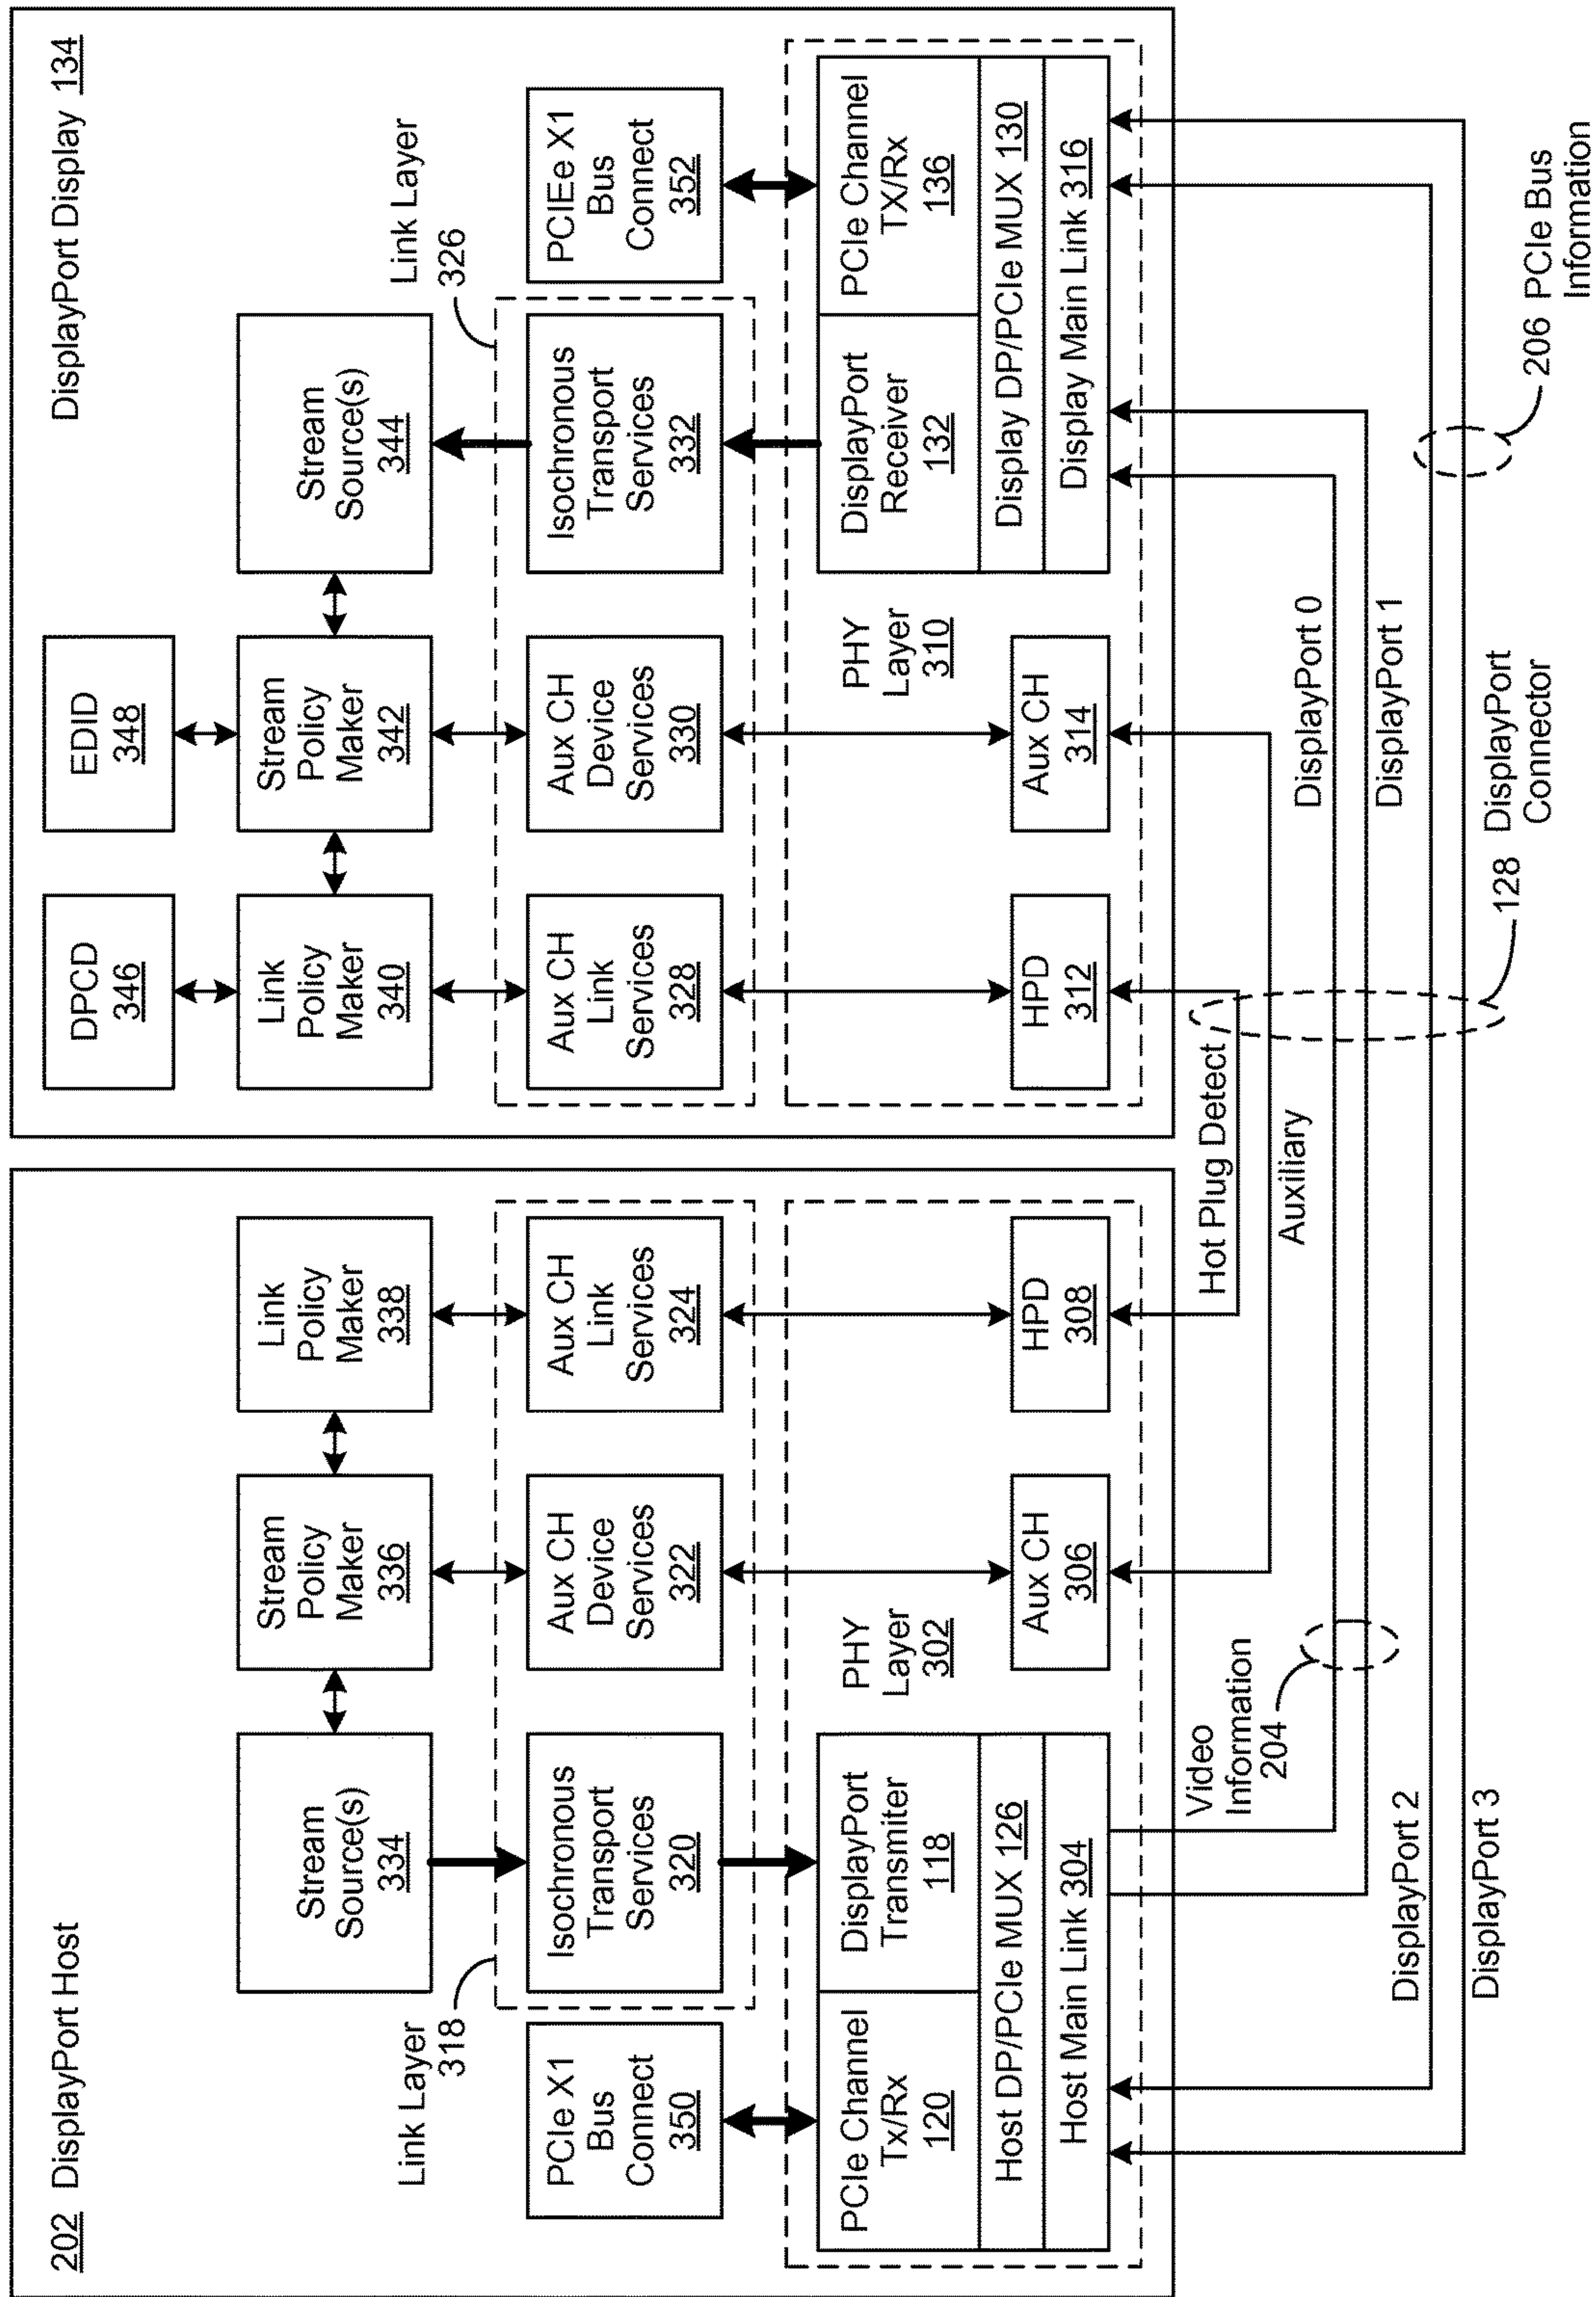 202 DisplayPort Host
Stream
Source(s)
334
Stream
Policy
Maker
336
Link
Policy
Maker
338
Link Layer
318
PCIe X1
Bus
Connect
350
Isochronous
Transport
Services
320
Aux CH
Device
Services
322
Aux CH
Link
Services
324
PCIe Channel
Tx/Rx
120
DisplayPort
Transmiter
118
Host DP/PCIe MUX 126
Host Main Link 304
PHY
Layer
302
Aux CH
306
HPD
308
DisplayPort Display 134
DPCD
346
EDID
348
Link
Policy
Maker
340
Stream
Policy
Maker
342
Stream
Source(s)
344
Link Layer
326
Aux CH
Link
Services
328
Aux CH
Device
Services
330
Isochronous
Transport
Services
332
PCIEe X1
Bus
Connect
352
HPD
312
Aux CH
314
PHY
Layer
310
DisplayPort
Receiver
132
PCIe Channel
TX/Rx
136
Display DP/PCIe MUX 130
Display Main Link 316
Video
Information
204
Hot Plug Detect
Auxiliary
DisplayPort 0
DisplayPort 1
DisplayPort 2
DisplayPort 3
128 DisplayPort
Connector
206 PCIe Bus
Information